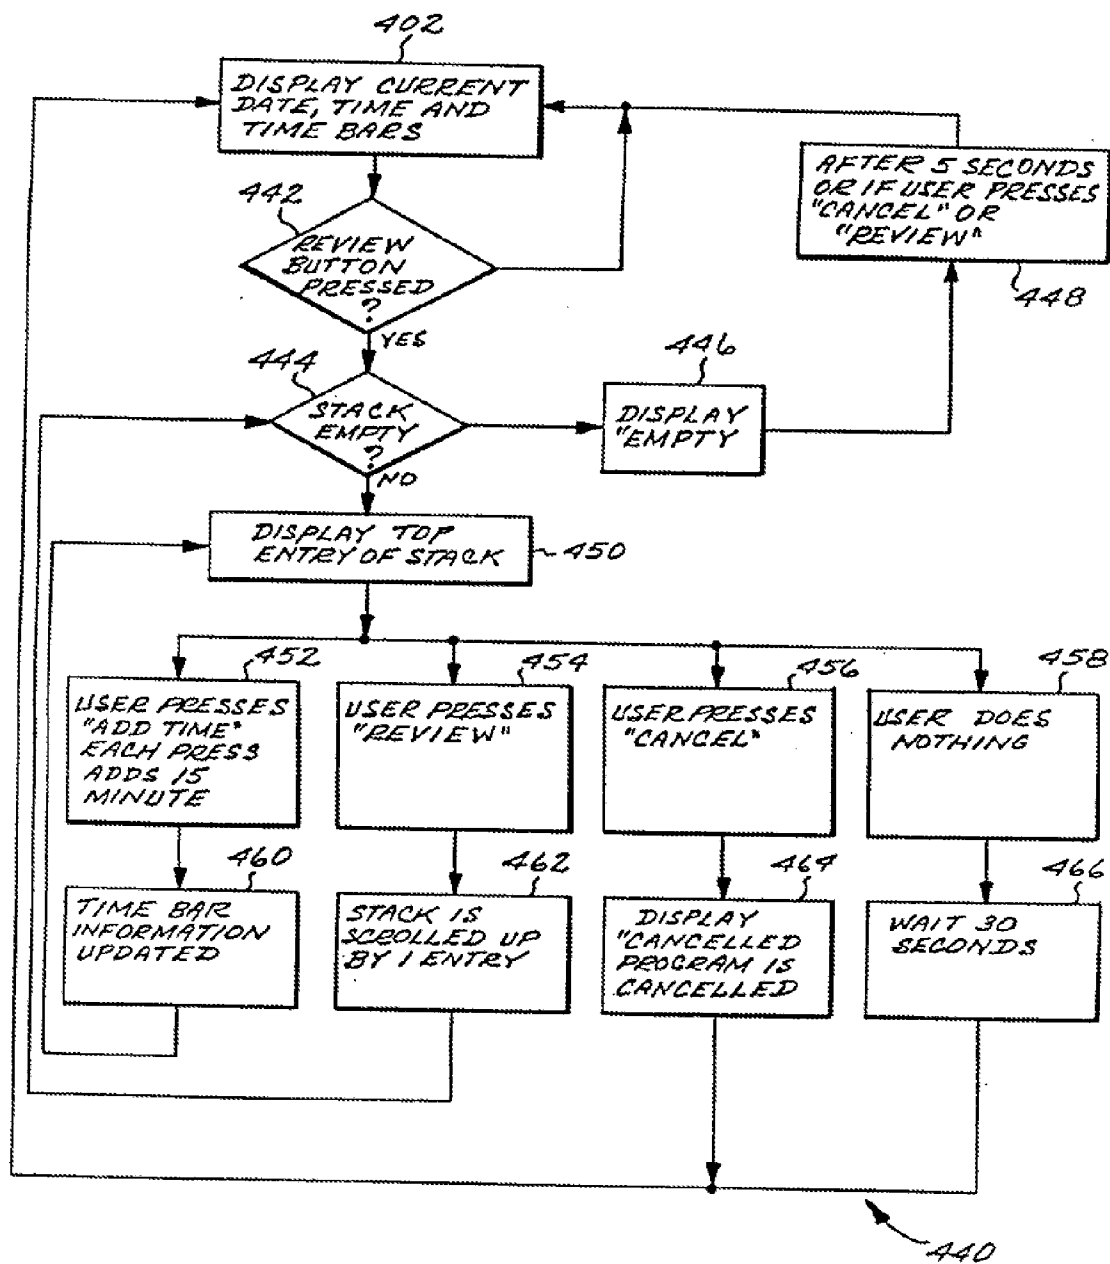 402
DISPLAY CURRENT
DATE, TIME AND
TIME BARS
AFTER 5 SECONDS
OR IF USER PRESSES
"CANCEL" OR
"REVIEW"
448
442
REVIEW
BUTTON
PRESSED
?
YES
444
STACK
EMPTY
?
NO
446
DISPLAY
"EMPTY
DISPLAY TOP
ENTRY OF STACK
450
452
USER PRESSES
"ADD TIME"
EACH PRESS
ADDS 15
MINUTE
454
USER PRESSES
"REVIEW"
456
USER PRESSES
"CANCEL"
458
USER DOES
NOTHING
460
TIME BAR
INFORMATION
UPDATED
462
STACK IS
SCROLLED UP
BY 1 ENTRY
464
DISPLAY
"CANCELLED
PROGRAM IS
CANCELLED
466
WAIT 30
SECONDS
440